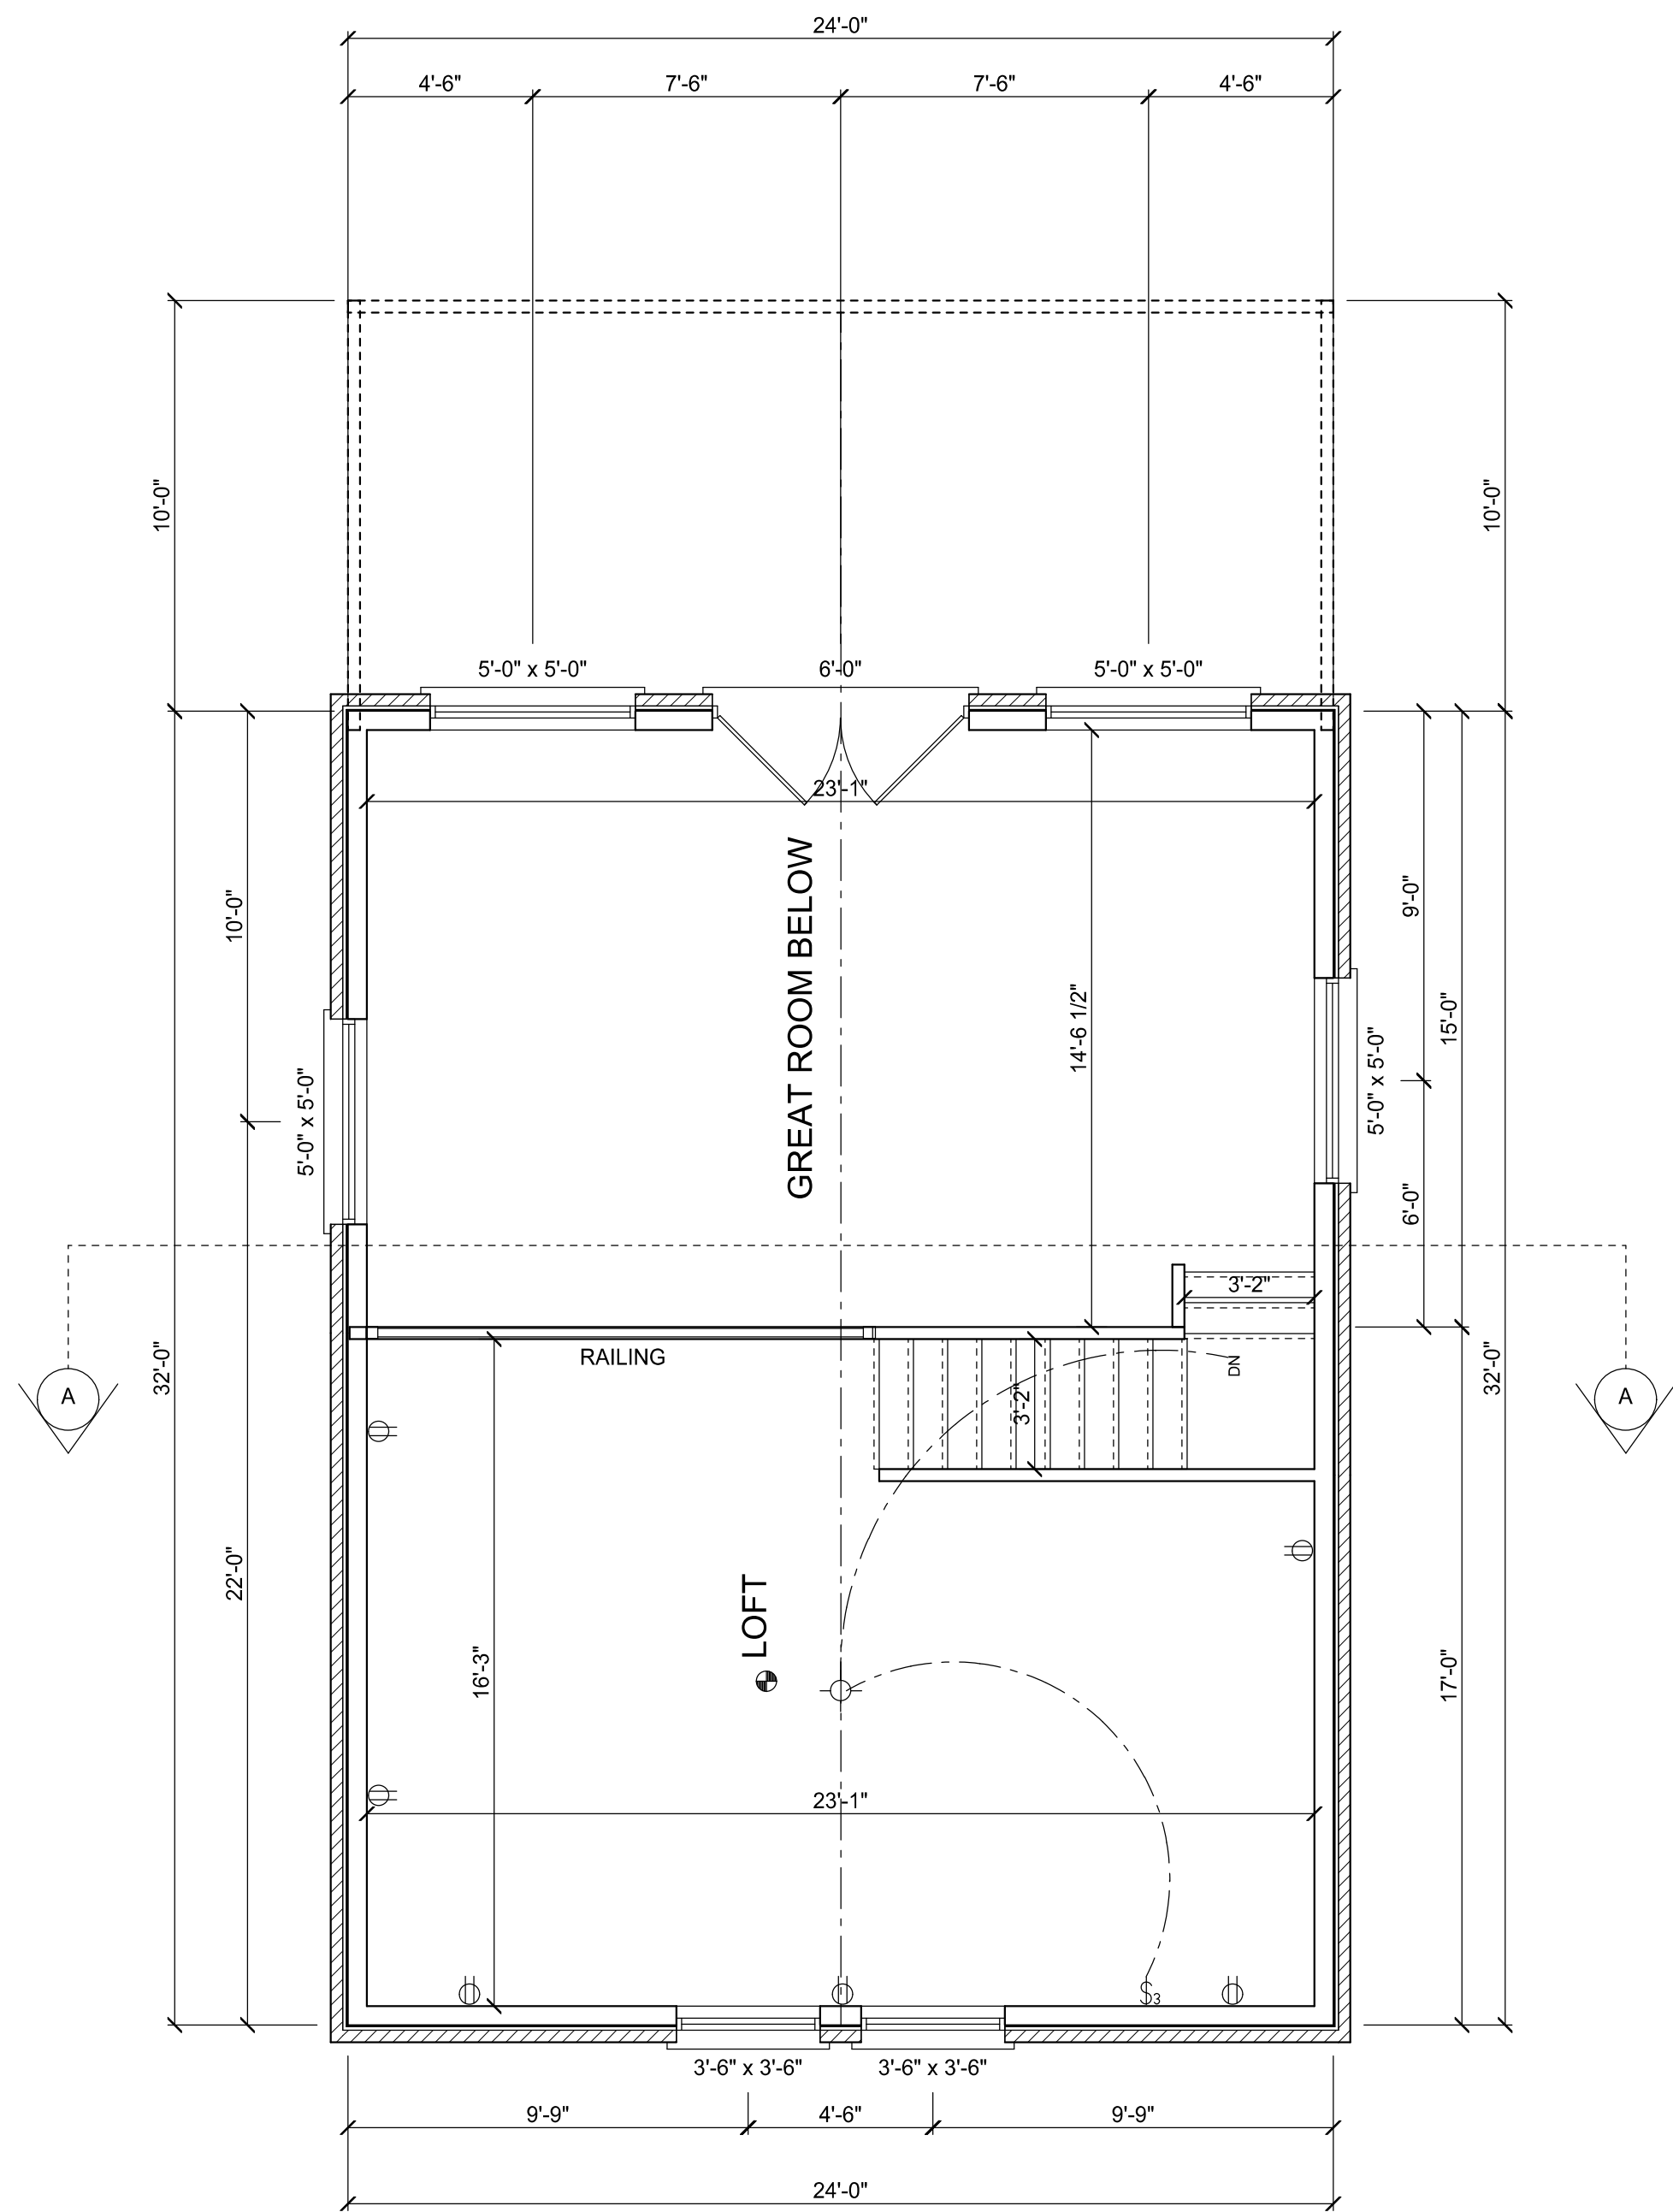 24'-0"
4'-6" 7'-6" 7'-6" 4'-6"
10'-0" 10'-0"
5'-0" x 5'-0" 6'-0" 5'-0" x 5'-0"
23'-1"
GREAT ROOM BELOW
10'-0"
9'-0"
14'-6 1/2"
15'-0"
5'-0" x 5'-0"
5'-0" x 5'-0"
6'-0"
3'-2"
32'-0"
RAILING
DN
32'-0"
A
3'-2"
A
22'-0"
LOFT
16'-3"
17'-0"
23'-1"
S3
3'-6" x 3'-6" 3'-6" x 3'-6"
9'-9" 4'-6" 9'-9"
24'-0"